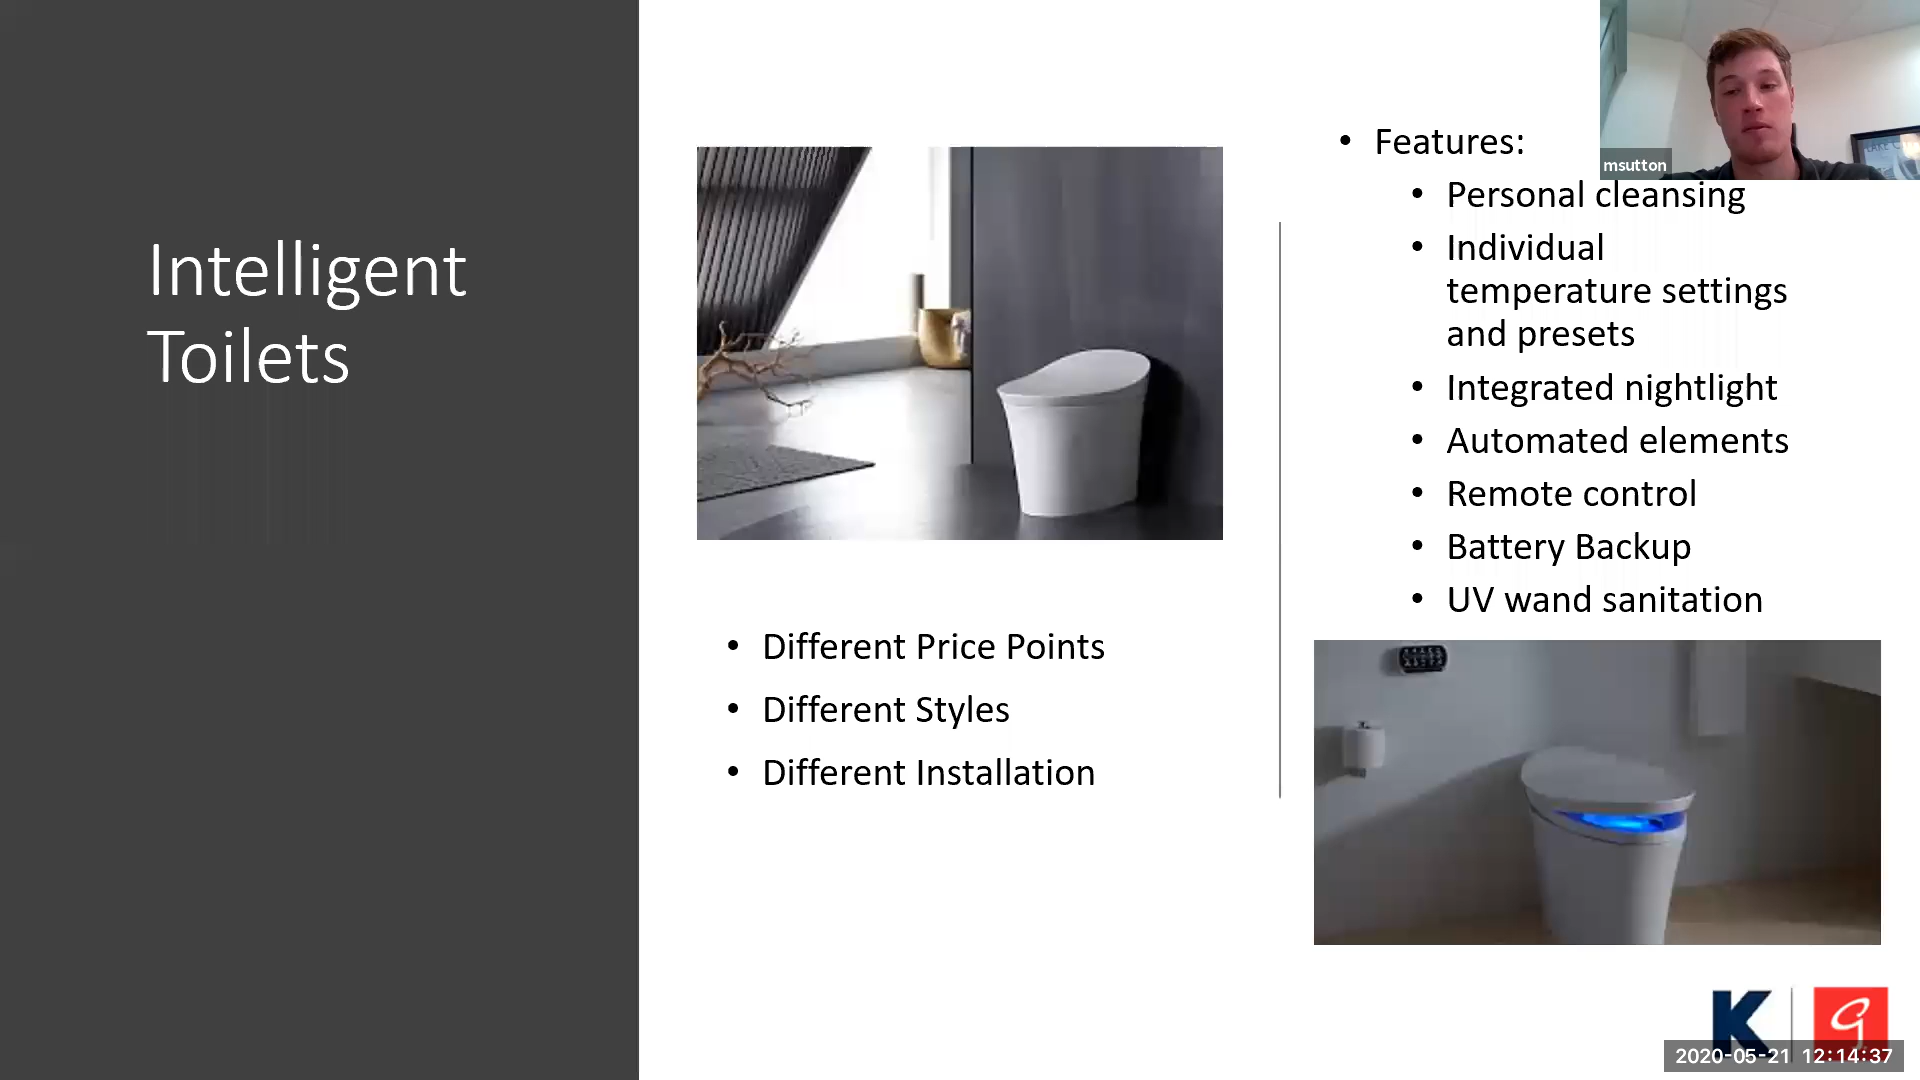 Intelligent
Toilets
Different Price Points
Different Styles
Different Installation
Features:
Personal cleansing
Individual
temperature settings
and presets
Integrated nightlight
Automated elements
Remote control
Battery Backup
UV wand sanitation
msutton
K
g
2020-05-21 12:14:37